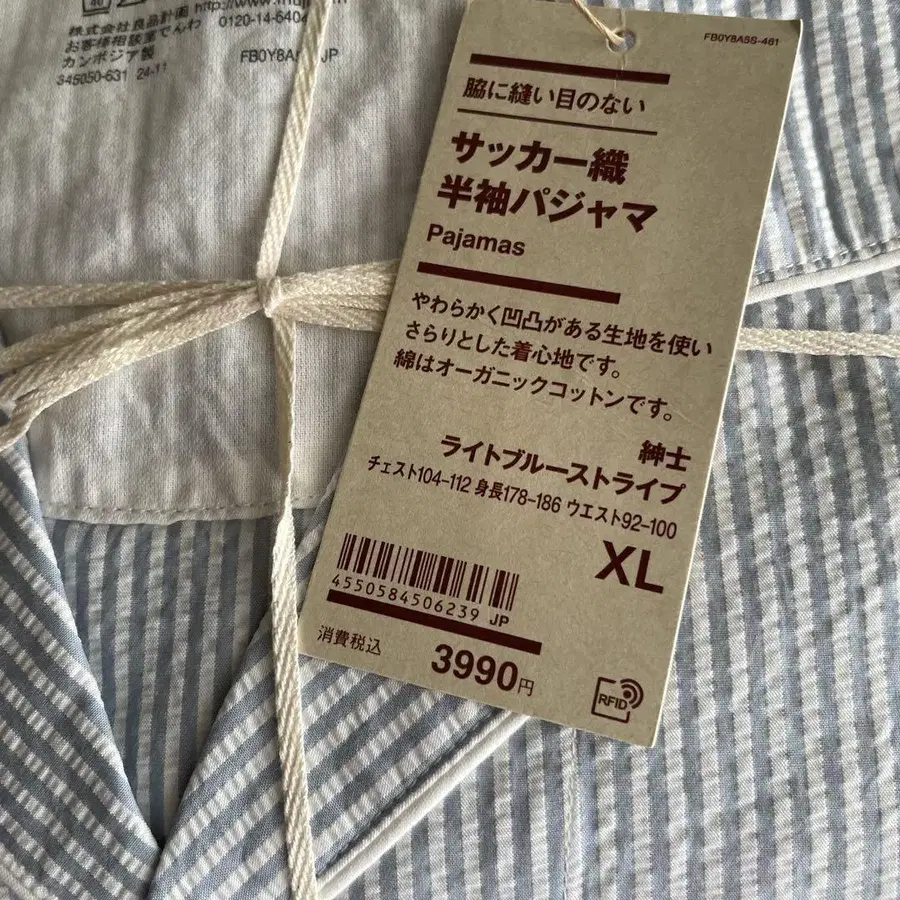 http://www.muji.com
株式会社良品計画
0120-14-6404
お客様相談室でんわ
カンボジア製
345050-631 24-11
JP
FB0Y8A5S-461
脇に縫い目のない
サッカー織
半袖パジャマ
Pajamas
やわらかく凹凸がある生地を使い
さらりとした着心地です。
綿はオーガニックコットンです。
紳士
ライトブルーストライプ
チェスト104-112 身長178-186 ウエスト92-100
XL
4550584506239 JP
消費税込
3990円
RFID